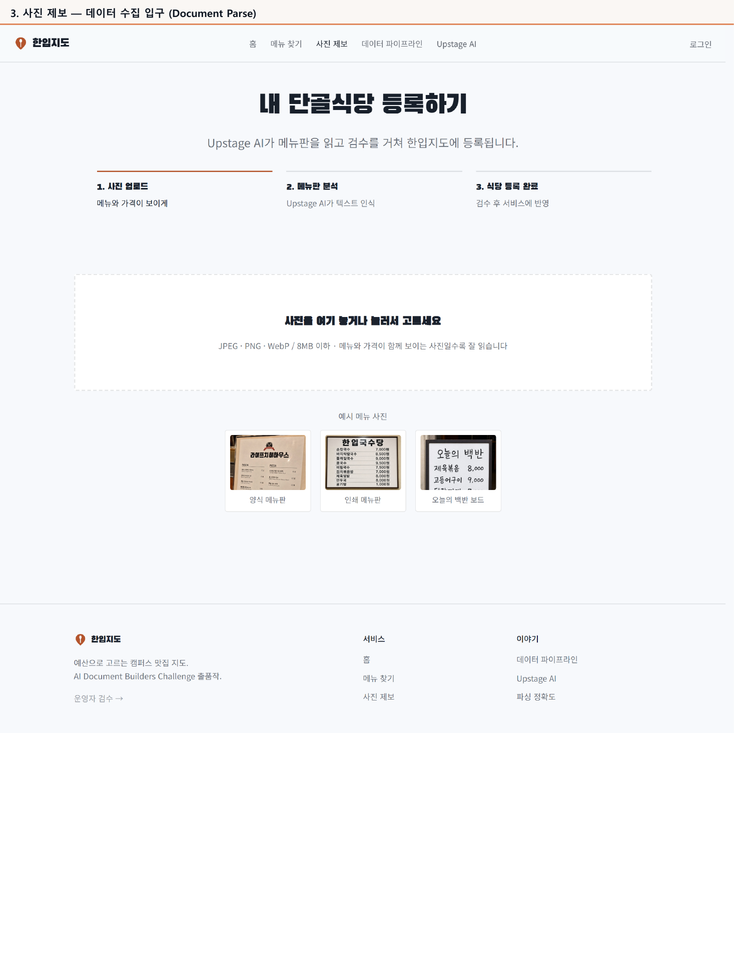 3. 사진 제보 — 데이터 수집 입구 (Document Parse)
한입지도
홈 메뉴 찾기 사진 제보 데이터 파이프라인 Upstage AI
로그인
내 단골식당 등록하기
Upstage AI가 메뉴판을 읽고 검수를 거쳐 한입지도에 등록됩니다.
1. 사진 업로드
메뉴와 가격이 보이게
2. 메뉴판 분석
Upstage AI가 텍스트 인식
3. 식당 등록 완료
검수 후 서비스에 반영
사진을 여기 놓거나 눌러서 고르세요
JPEG · PNG · WebP / 8MB 이하 · 메뉴와 가격이 함께 보이는 사진일수록 잘 읽습니다
예시 메뉴 사진
라이프치폴하우스
양식 메뉴판
한입국수당
인쇄 메뉴판
오늘의 백반
제육볶음 8,000
고등어구이 9,000
오늘의 백반 보드
한입지도
예산으로 고르는 캠퍼스 맛집 지도.
AI Document Builders Challenge 출품작.
운영자 검수 →
서비스
홈
메뉴 찾기
사진 제보
이야기
데이터 파이프라인
Upstage AI
파싱 정확도